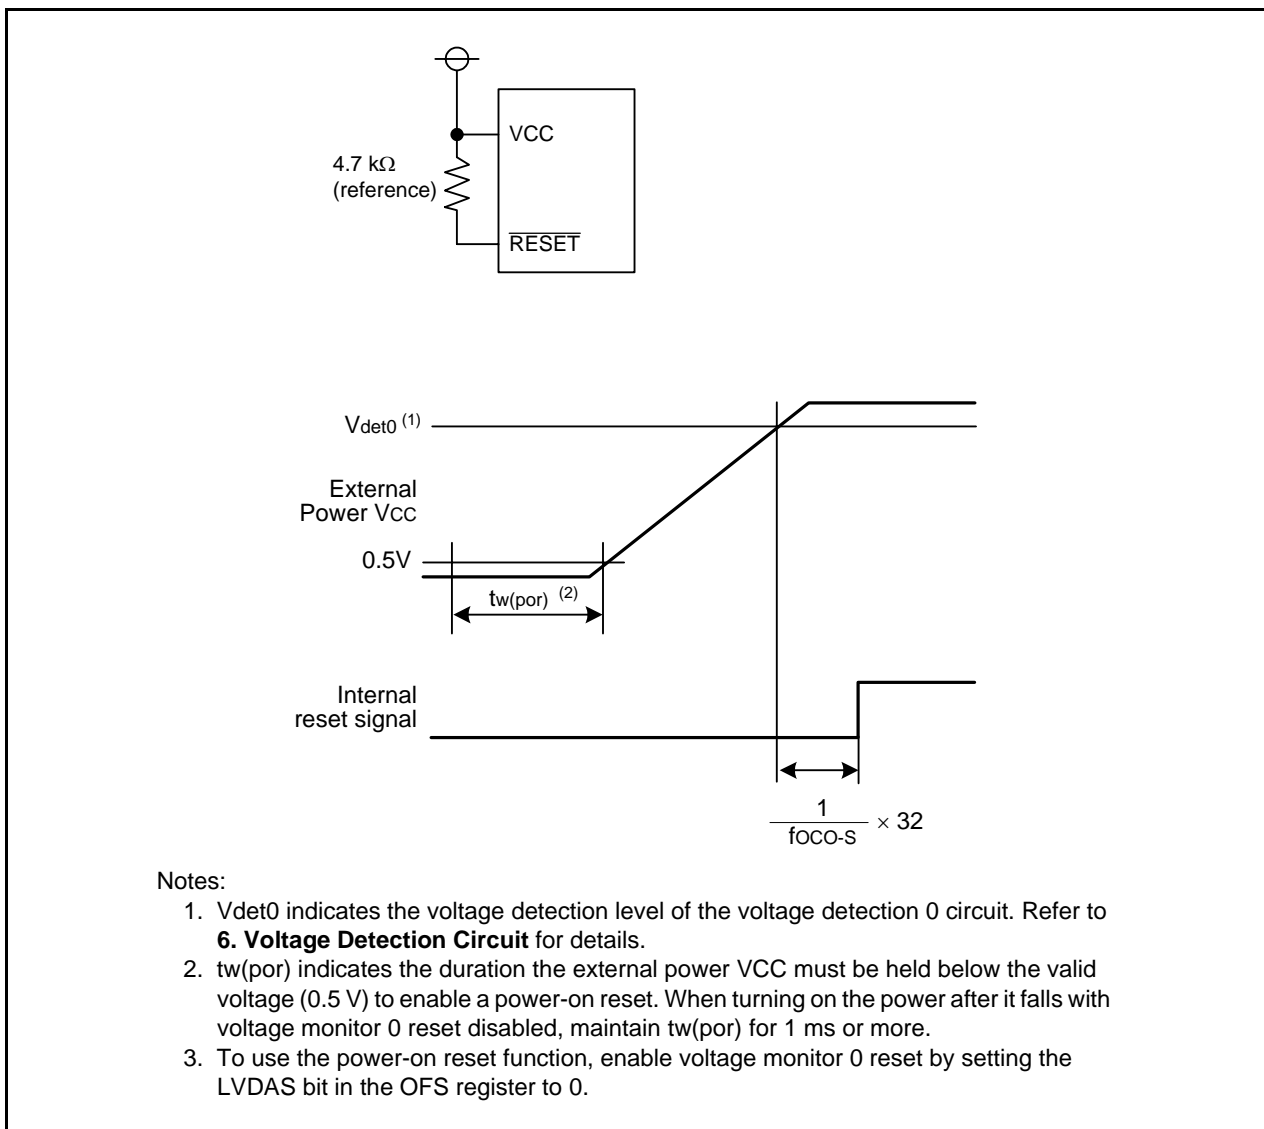 VCC
4.7 kΩ
(reference)
RESET
Vdet0 (1)
External
Power VCC
0.5V
tw(por) (2)
Internal
reset signal
1
fOCO-S
× 32
Notes:
1. Vdet0 indicates the voltage detection level of the voltage detection 0 circuit. Refer to
6. Voltage Detection Circuit for details.
2. tw(por) indicates the duration the external power VCC must be held below the valid
voltage (0.5 V) to enable a power-on reset. When turning on the power after it falls with
voltage monitor 0 reset disabled, maintain tw(por) for 1 ms or more.
3. To use the power-on reset function, enable voltage monitor 0 reset by setting the
LVDAS bit in the OFS register to 0.